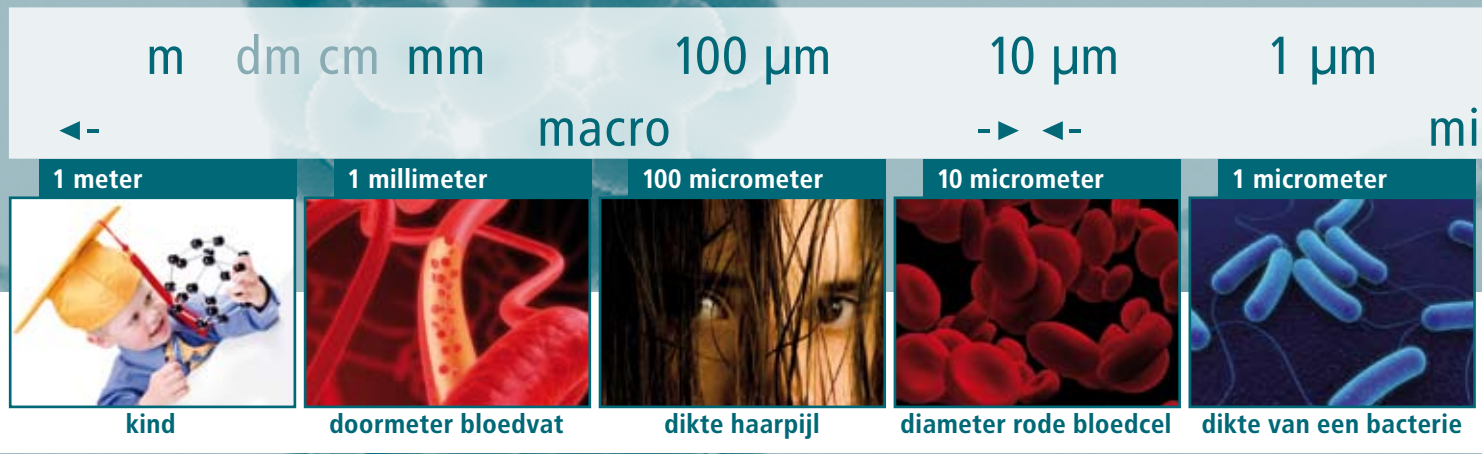 m dm cm mm 100 µm 10 µm 1 µm
◄- macro -► ◄- mi
1 meter 1 millimeter 100 micrometer 10 micrometer 1 micrometer
kind doormeter bloedvat dikte haarpijl diameter rode bloedcel dikte van een bacterie